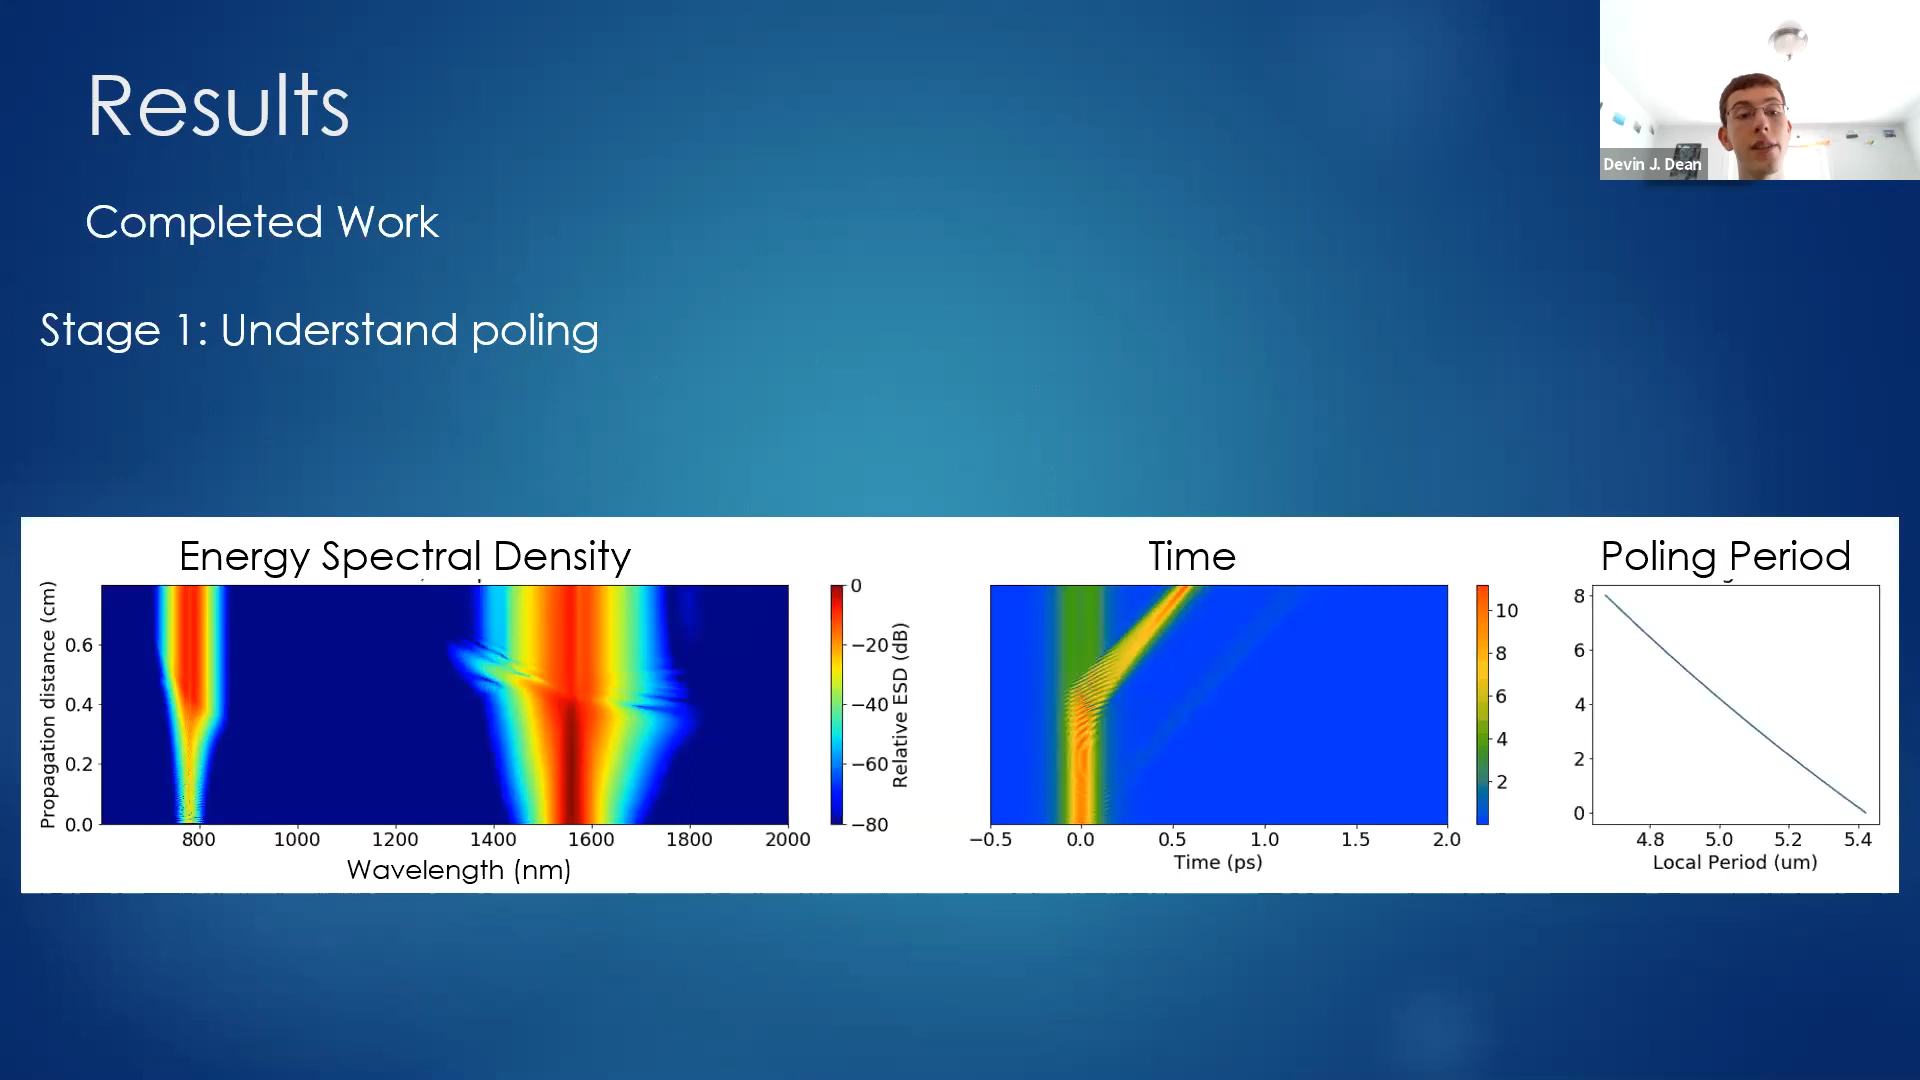 Results
Devin J. Dean
Completed Work
Stage 1: Understand poling
Energy Spectral Density
Propagation distance (cm)
0.6
0.4
0.2
0.0
800 1000 1200 1400 1600 1800 2000
Wavelength (nm)
0
−20
−40
−60
−80
Relative ESD (dB)
Time
−0.5 0.0 0.5 1.0 1.5 2.0
Time (ps)
10
8
6
4
2
Poling Period
8
6
4
2
0
4.8 5.0 5.2 5.4
Local Period (um)